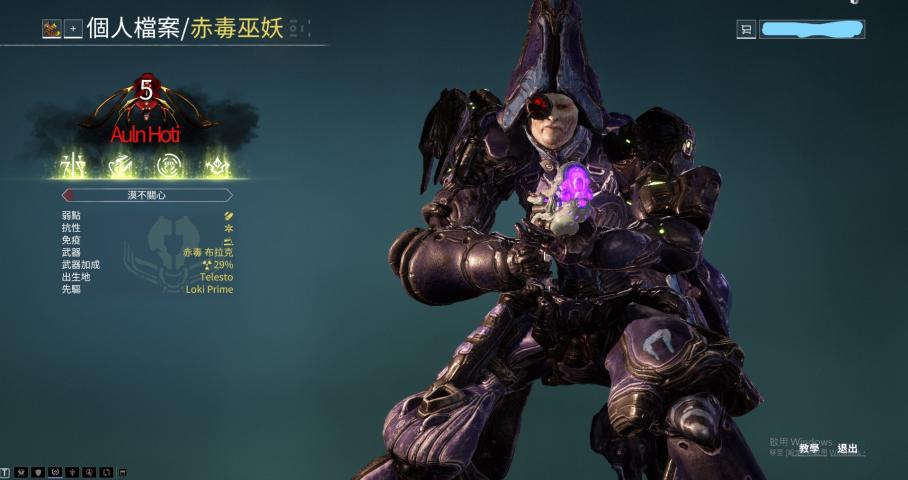 個人檔案/赤毒巫妖
5
Auln Hoti
漠不關心
弱點
抗性
免疫
武器 赤毒 布拉克
武器加成 29%
出生地 Telesto
先驅 Loki Prime
啟用 Windows
教學 退出